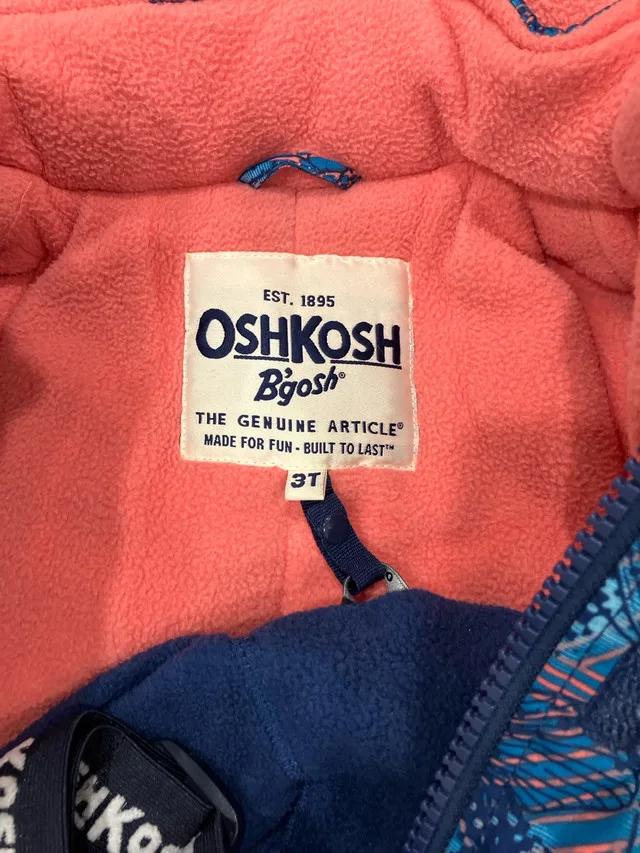 EST. 1895
OSHKOSH
B'gosh®
THE GENUINE ARTICLE®
MADE FOR FUN - BUILT TO LAST™
3T